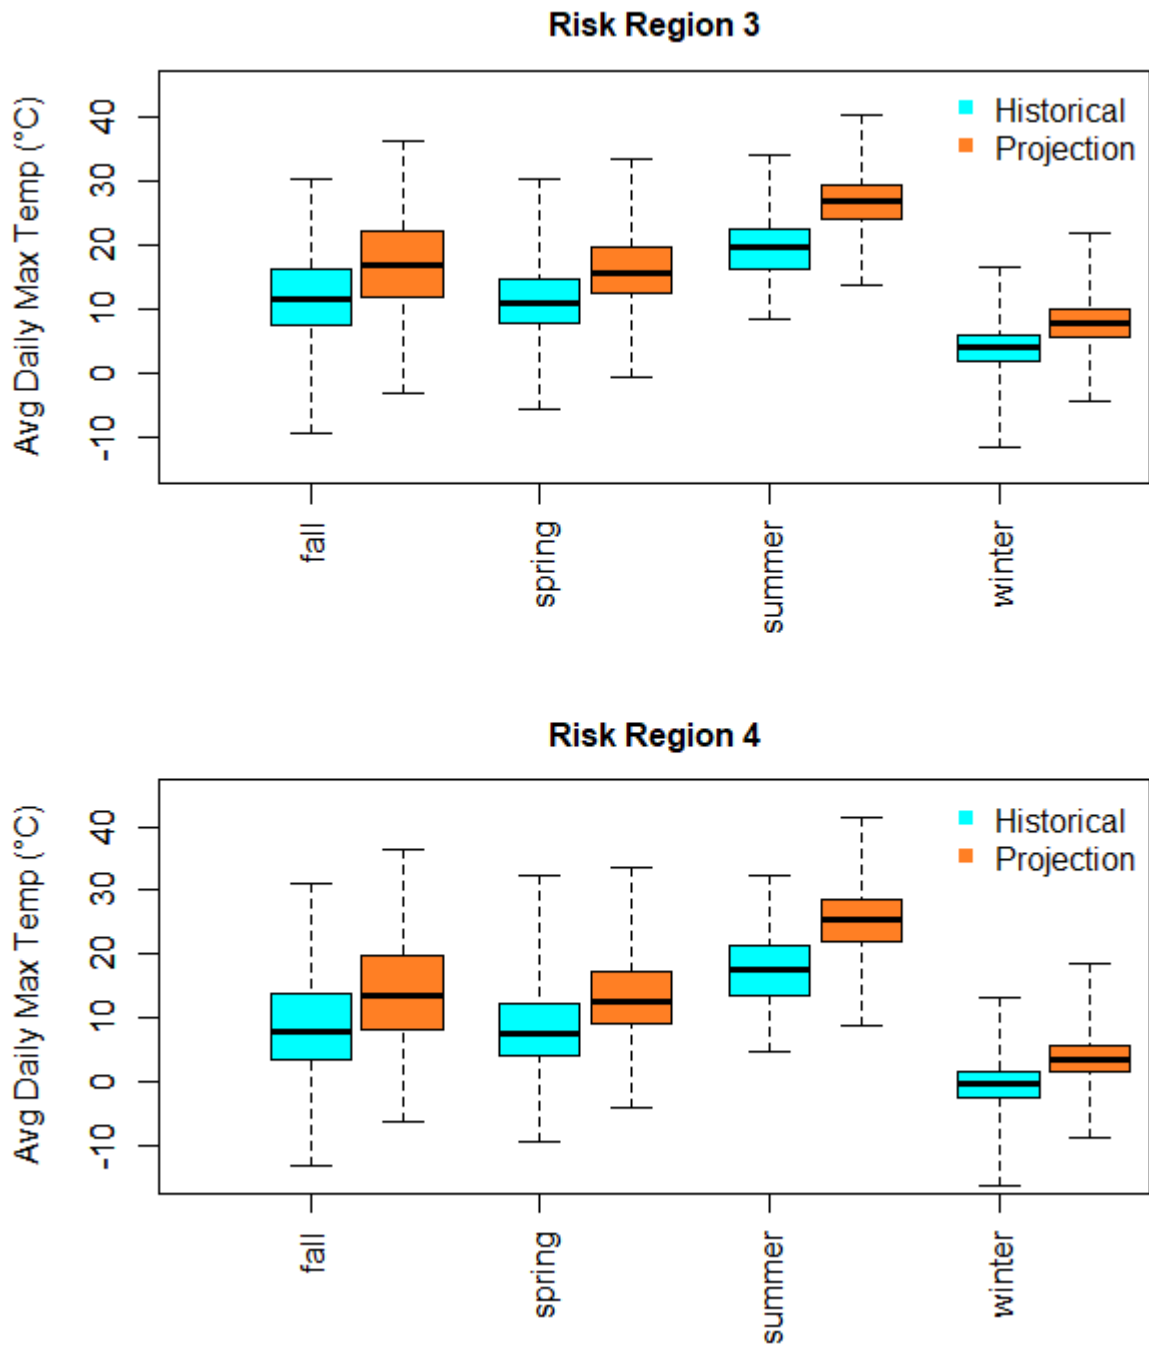 Risk Region 3
Avg Daily Max Temp (°C)
40
30
20
10
0
-10
Historical
Projection
fall
spring
summer
winter
Risk Region 4
Avg Daily Max Temp (°C)
40
30
20
10
0
-10
Historical
Projection
fall
spring
summer
winter